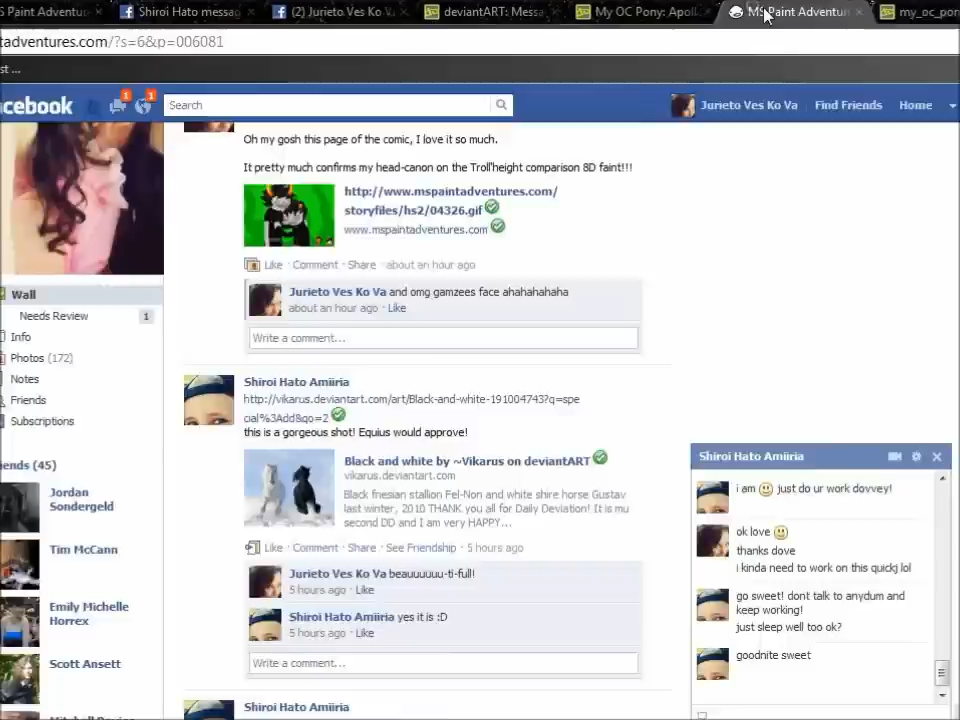 S Paint Adventur
Shiroi Hato messag
(2) Jurieto Ves Ko V
deviantART: Messa
My OC Pony: Apoll
MS Paint Adventu
my_oc_pon
tadventures.com/?s=6&p=006081
st ...
cebook
1
1
Search
Jurieto Ves Ko Va
Find Friends
Home
Oh my gosh this page of the comic, I love it so much.
It pretty much confirms my head-canon on the Troll'height comparison 8D faint!!!
http://www.mspaintadventures.com/
storyfiles/hs2/04326.gif
www.mspaintadventures.com
Like · Comment · Share · about an hour ago
Jurieto Ves Ko Va and omg gamzees face ahahahahaha
about an hour ago · Like
Write a comment...
Wall
Needs Review 1
Info
Photos (172)
Notes
Friends
Subscriptions
iends (45)
Jordan
Sondergeld
Tim McCann
Emily Michelle
Horrex
Scott Ansett
Shiroi Hato Amiiria
http://vikarus.deviantart.com/art/Black-and-white-191004743?q=spe
cial%3Add&qo=2
this is a gorgeous shot! Equius would approve!
Black and white by ~Vikarus on deviantART
vikarus.deviantart.com
Black friesian stallion Fel-Non and white shire horse Gustav
last winter, 2010 THANK you all for Daily Deviation! It is mu
second DD and I am very HAPPY...
Like · Comment · Share · See Friendship · 5 hours ago
Jurieto Ves Ko Va beauuuuuu-ti-full!
5 hours ago · Like
Shiroi Hato Amiiria yes it is :D
5 hours ago · Like
Write a comment...
Shiroi Hato Amiiria
Shiroi Hato Amiiria
i am just do ur work dovvey!
ok love
thanks dove
i kinda need to work on this quickj lol
go sweet! dont talk to anydum and
keep working!
just sleep well too ok?
goodnite sweet